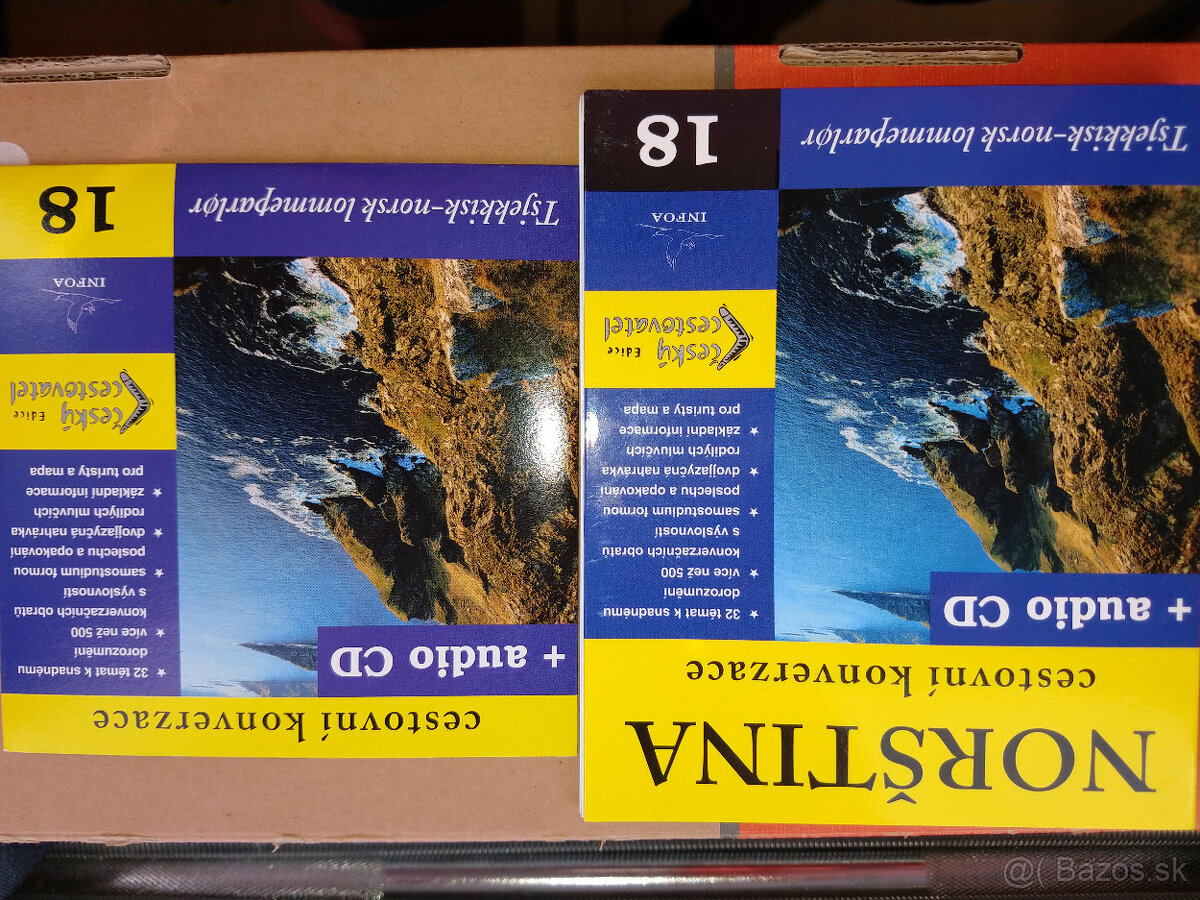 NORŠTINA
cestovní konverzace
+ audio CD
★ 32 témat k snadnému
dorozumění
★ více než 500
konverzačních obratů
s výslovností
★ samostudium formou
poslechu a opakování
★ dvojjazyčná nahrávka
rodilých mluvčích
★ základní informace
pro turisty a mapa
Edice
český
cestovatel
INFOA
18
Tsjekkisk-norsk lommeparlør
cestovní konverzace
+ audio CD
★ 32 témat k snadnému
dorozumění
★ více než 500
konverzačních obratů
s výslovností
★ samostudium formou
poslechu a opakování
★ dvojjazyčná nahrávka
rodilých mluvčích
★ základní informace
pro turisty a mapa
Edice
český
cestovatel
INFOA
18
Tsjekkisk-norsk lommeparlør
@( Bazos.sk